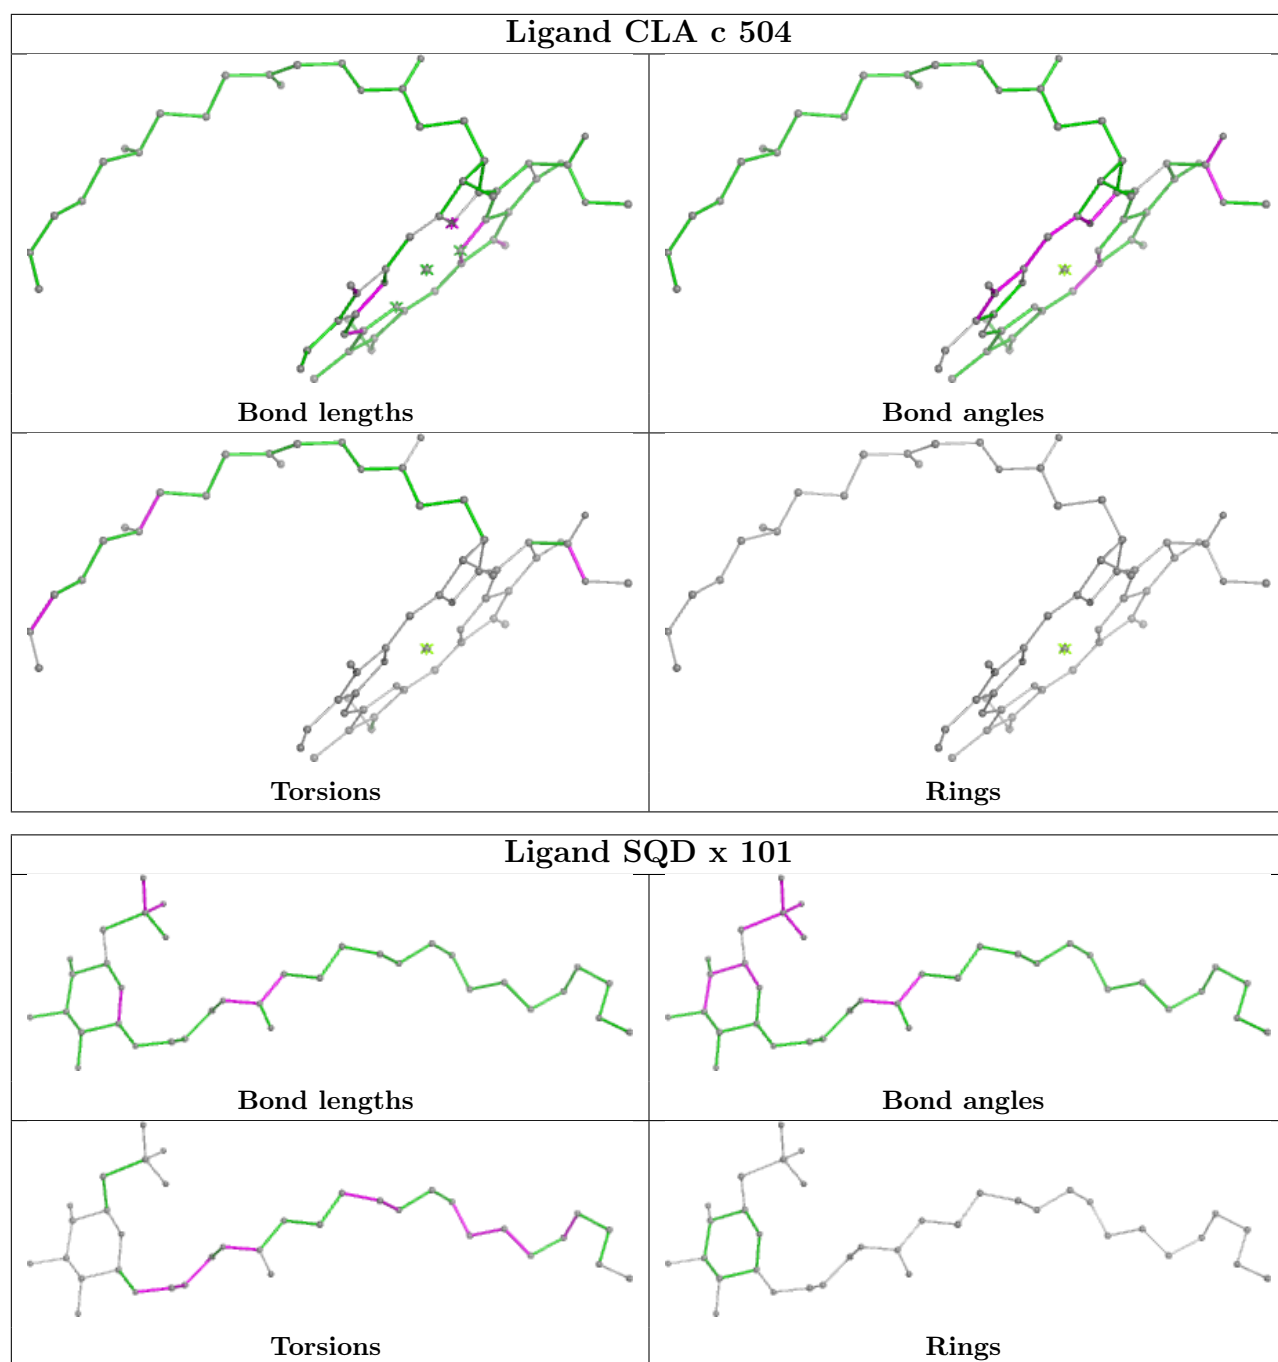 Ligand CLA c 504
Bond lengths
Bond angles
Torsions
Rings
Ligand SQD x 101
Bond lengths
Bond angles
Torsions
Rings